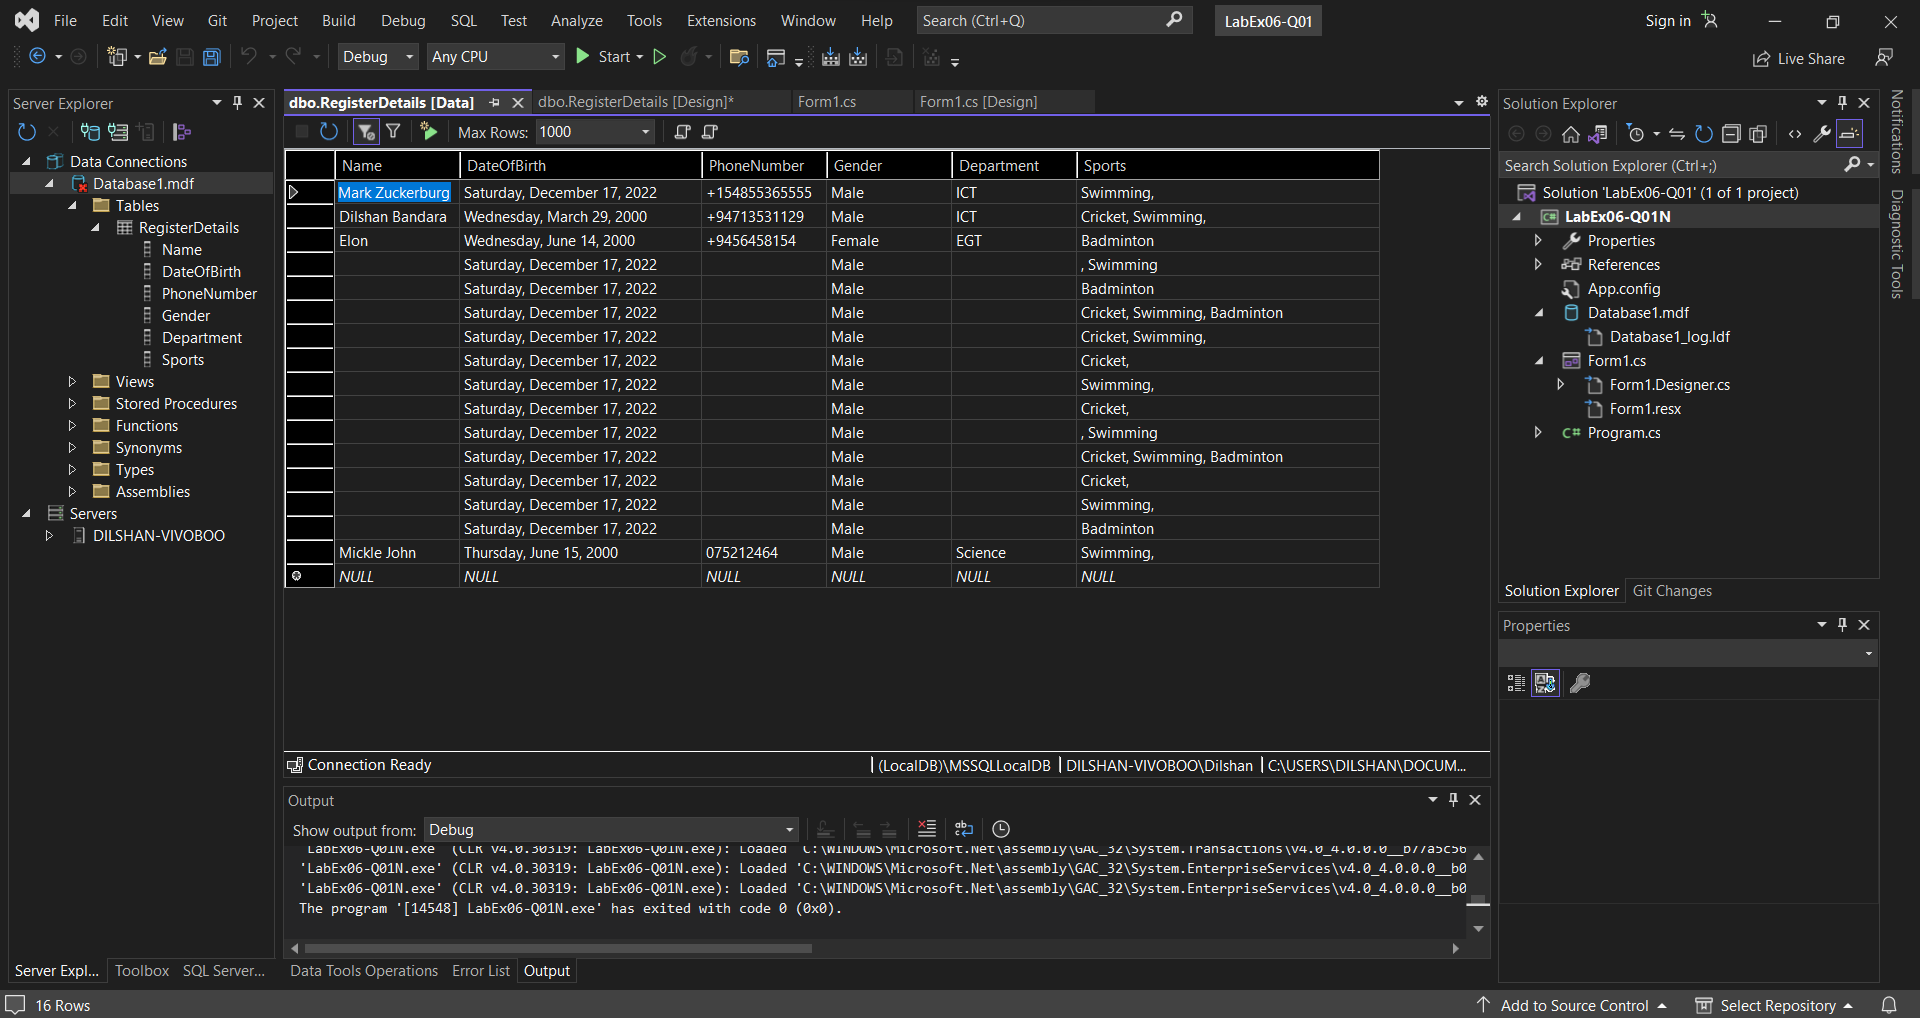 File Edit View Git Project Build Debug SQL Test Analyze Tools Extensions Window Help Search (Ctrl+Q) LabEx06-Q01 Sign in
Debug Any CPU Start Live Share
Server Explorer
Data Connections
Database1.mdf
Tables
RegisterDetails
Name
DateOfBirth
PhoneNumber
Gender
Department
Sports
Views
Stored Procedures
Functions
Synonyms
Types
Assemblies
Servers
DILSHAN-VIVOBOO
Server Expl... Toolbox SQL Server...
dbo.RegisterDetails [Data] dbo.RegisterDetails [Design]* Form1.cs Form1.cs [Design]
Max Rows: 1000
Name DateOfBirth PhoneNumber Gender Department Sports
Mark Zuckerburg Saturday, December 17, 2022 +154855365555 Male ICT Swimming,
Dilshan Bandara Wednesday, March 29, 2000 +94713531129 Male ICT Cricket, Swimming,
Elon Wednesday, June 14, 2000 +9456458154 Female EGT Badminton
Saturday, December 17, 2022 Male , Swimming
Saturday, December 17, 2022 Male Badminton
Saturday, December 17, 2022 Male Cricket, Swimming, Badminton
Saturday, December 17, 2022 Male Cricket, Swimming,
Saturday, December 17, 2022 Male Cricket,
Saturday, December 17, 2022 Male Swimming,
Saturday, December 17, 2022 Male Cricket,
Saturday, December 17, 2022 Male , Swimming
Saturday, December 17, 2022 Male Cricket, Swimming, Badminton
Saturday, December 17, 2022 Male Cricket,
Saturday, December 17, 2022 Male Swimming,
Saturday, December 17, 2022 Male Badminton
Mickle John Thursday, June 15, 2000 075212464 Male Science Swimming,
NULL NULL NULL NULL NULL NULL
Connection Ready (LocalDB)\MSSQLLocalDB DILSHAN-VIVOBOO\Dilshan C:\USERS\DILSHAN\DOCUM...
Output
Show output from: Debug
'LabEx06-Q01N.exe' (CLR v4.0.30319: LabEx06-Q01N.exe): Loaded 'C:\WINDOWS\Microsoft.Net\assembly\GAC_32\System.Transactions\v4.0_4.0.0.0__b77a5c56
'LabEx06-Q01N.exe' (CLR v4.0.30319: LabEx06-Q01N.exe): Loaded 'C:\WINDOWS\Microsoft.Net\assembly\GAC_32\System.EnterpriseServices\v4.0_4.0.0.0__b0
'LabEx06-Q01N.exe' (CLR v4.0.30319: LabEx06-Q01N.exe): Loaded 'C:\WINDOWS\Microsoft.Net\assembly\GAC_32\System.EnterpriseServices\v4.0_4.0.0.0__b0
The program '[14548] LabEx06-Q01N.exe' has exited with code 0 (0x0).
Data Tools Operations Error List Output
Solution Explorer
Search Solution Explorer (Ctrl+;)
Solution 'LabEx06-Q01' (1 of 1 project)
LabEx06-Q01N
Properties
References
App.config
Database1.mdf
Database1_log.ldf
Form1.cs
Form1.Designer.cs
Form1.resx
C# Program.cs
Solution Explorer Git Changes
Properties
Notifications
Diagnostic Tools
16 Rows Add to Source Control Select Repository